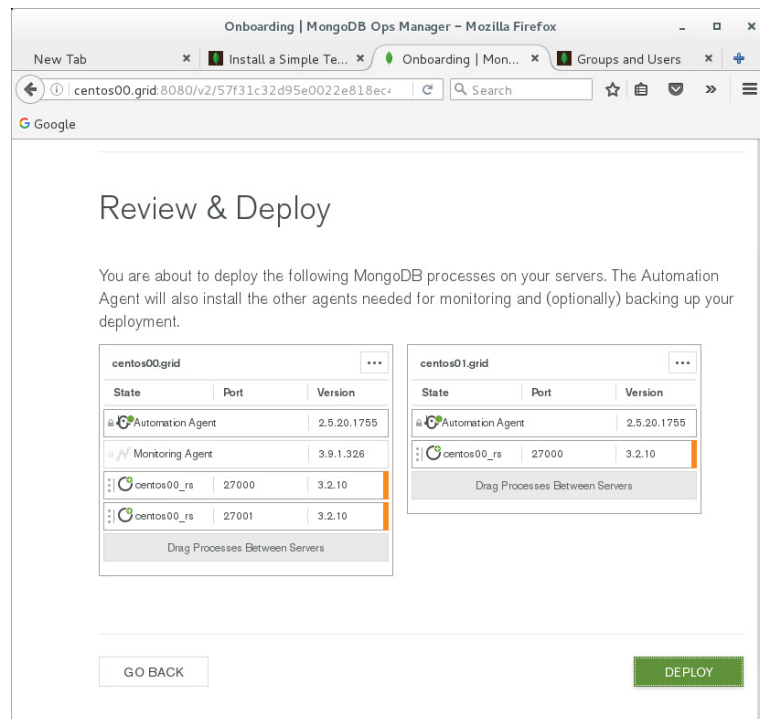 Onboarding | MongoDB Ops Manager - Mozilla Firefox
New Tab
Install a Simple Te...
Onboarding | Mon...
Groups and Users
centos00.grid:8080/v2/57f31c32d95e0022e818ec4
Search
Google
Review & Deploy
You are about to deploy the following MongoDB processes on your servers. The Automation
Agent will also install the other agents needed for monitoring and (optionally) backing up your
deployment.
centos00.grid
State Port Version
Automation Agent 2.5.20.1755
Monitoring Agent 3.9.1.326
centos00_rs 27000 3.2.10
centos00_rs 27001 3.2.10
Drag Processes Between Servers
centos01.grid
State Port Version
Automation Agent 2.5.20.1755
centos00_rs 27000 3.2.10
Drag Processes Between Servers
GO BACK
DEPLOY